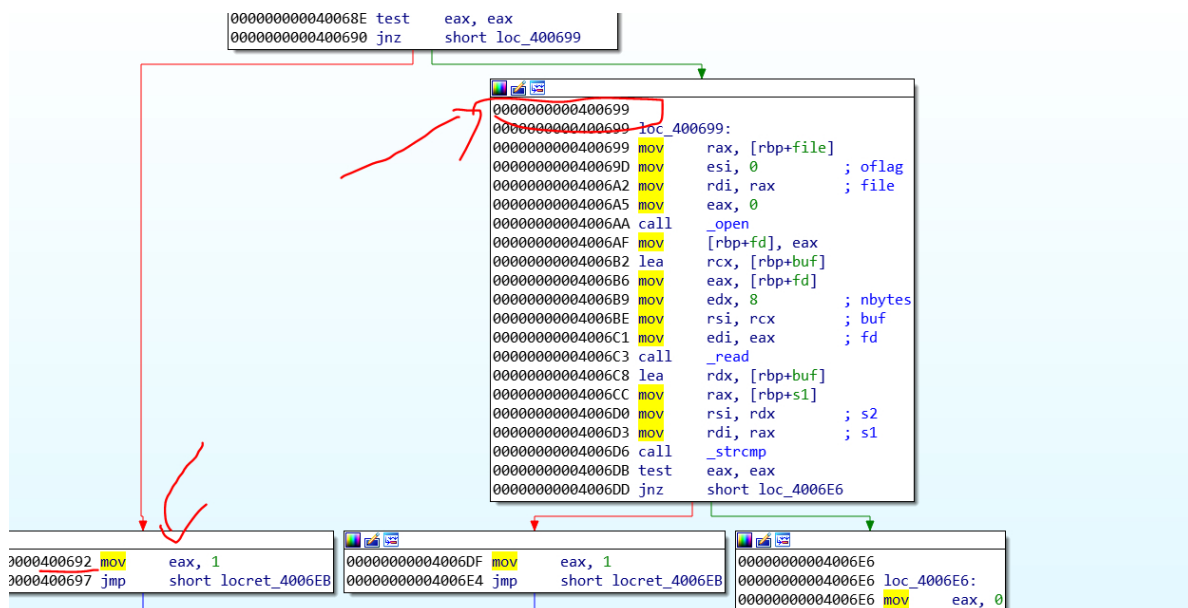 000000000040068E test eax, eax
0000000000400690 jnz short loc_400699
0000000000400699
0000000000400699 loc_400699:
0000000000400699 mov rax, [rbp+file]
000000000040069D mov esi, 0 ; oflag
00000000004006A2 mov rdi, rax ; file
00000000004006A5 mov eax, 0
00000000004006AA call _open
00000000004006AF mov [rbp+fd], eax
00000000004006B2 lea rcx, [rbp+buf]
00000000004006B6 mov eax, [rbp+fd]
00000000004006B9 mov edx, 8 ; nbytes
00000000004006BE mov rsi, rcx ; buf
00000000004006C1 mov edi, eax ; fd
00000000004006C3 call _read
00000000004006C8 lea rdx, [rbp+buf]
00000000004006CC mov rax, [rbp+s1]
00000000004006D0 mov rsi, rdx ; s2
00000000004006D3 mov rdi, rax ; s1
00000000004006D6 call _strcmp
00000000004006DB test eax, eax
00000000004006DD jnz short loc_4006E6
0000400692 mov eax, 1
0000400697 jmp short locret_4006EB
00000000004006DF mov eax, 1
00000000004006E4 jmp short locret_4006EB
00000000004006E6
00000000004006E6 loc_4006E6:
00000000004006E6 mov eax, 0